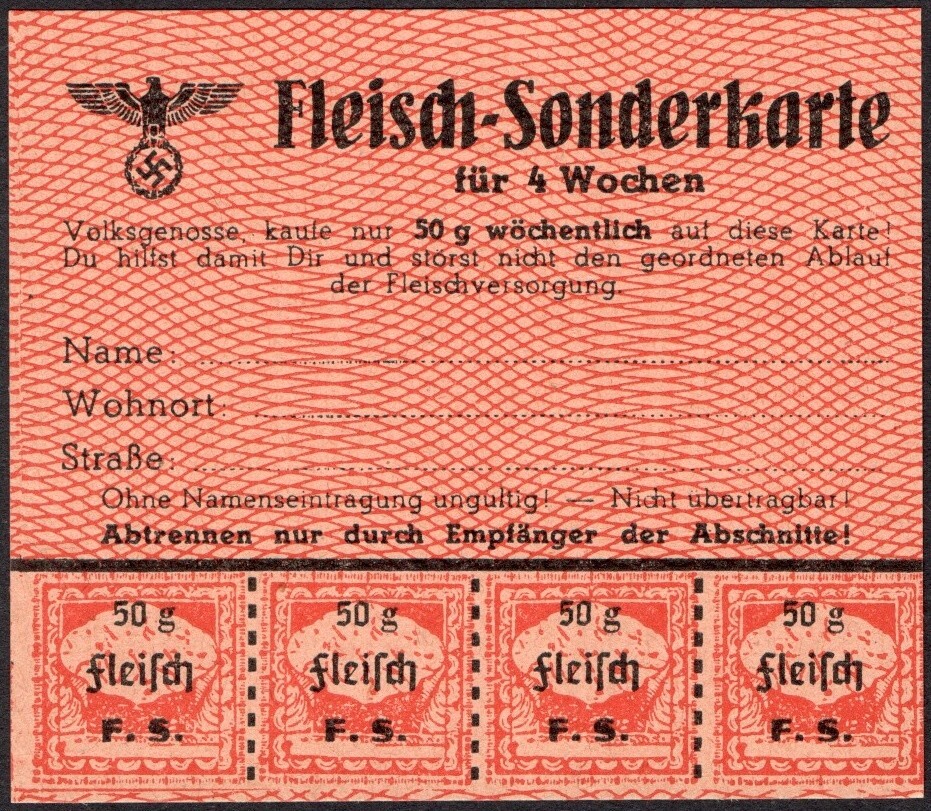 Fleisch-Sonderkarte
für 4 Wochen
Volksgenosse, kaufe nur 50 g wöchentlich auf diese Karte!
Du hilfst damit Dir und störst nicht den geordneten Ablauf
der Fleischversorgung.
Name:
Wohnort:
Straße:
Ohne Namenseintragung ungültig! — Nicht übertragbar!
Abtrennen nur durch Empfänger der Abschnitte!
50 g 50 g 50 g 50 g
Fleisch Fleisch Fleisch Fleisch
F. S. F. S. F. S. F. S.